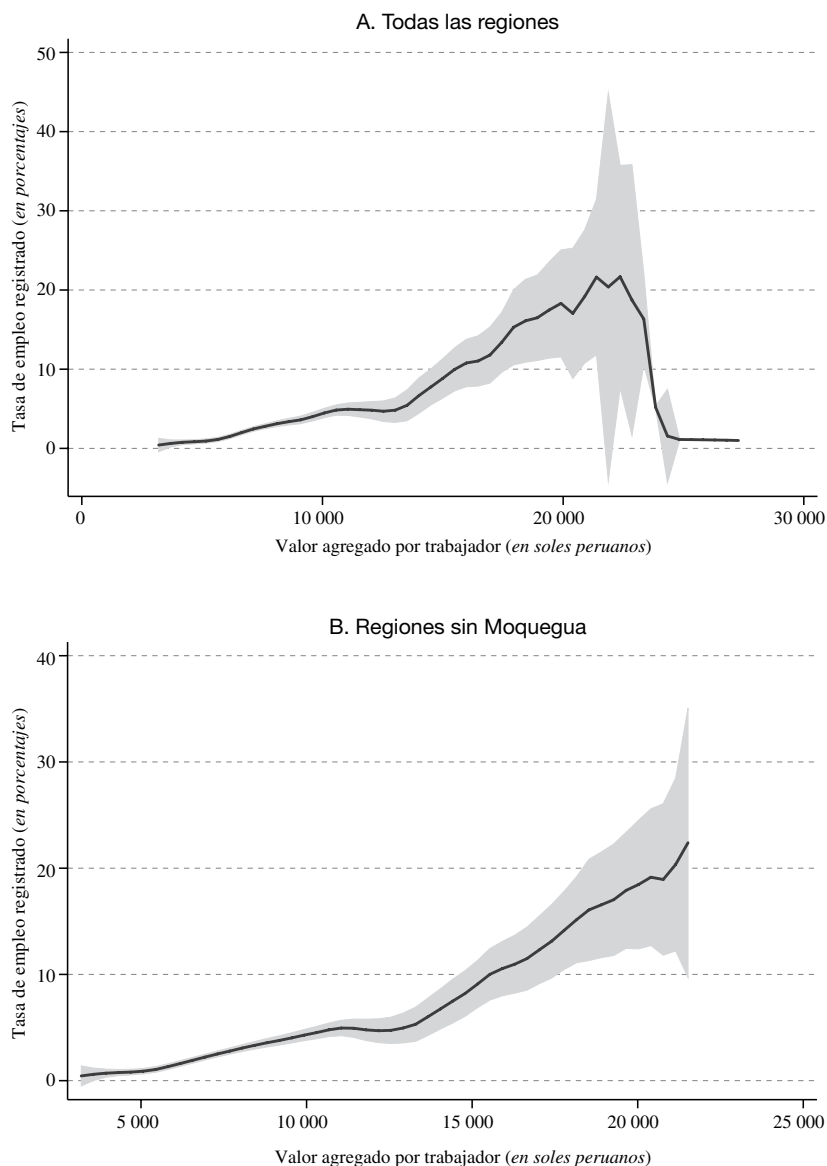 A. Todas las regiones
Tasa de empleo registrado (en porcentajes)
50
40
30
20
10
0
0 10 000 20 000 30 000
Valor agregado por trabajador (en soles peruanos)
B. Regiones sin Moquegua
Tasa de empleo registrado (en porcentajes)
40
30
20
10
0
5 000 10 000 15 000 20 000 25 000
Valor agregado por trabajador (en soles peruanos)